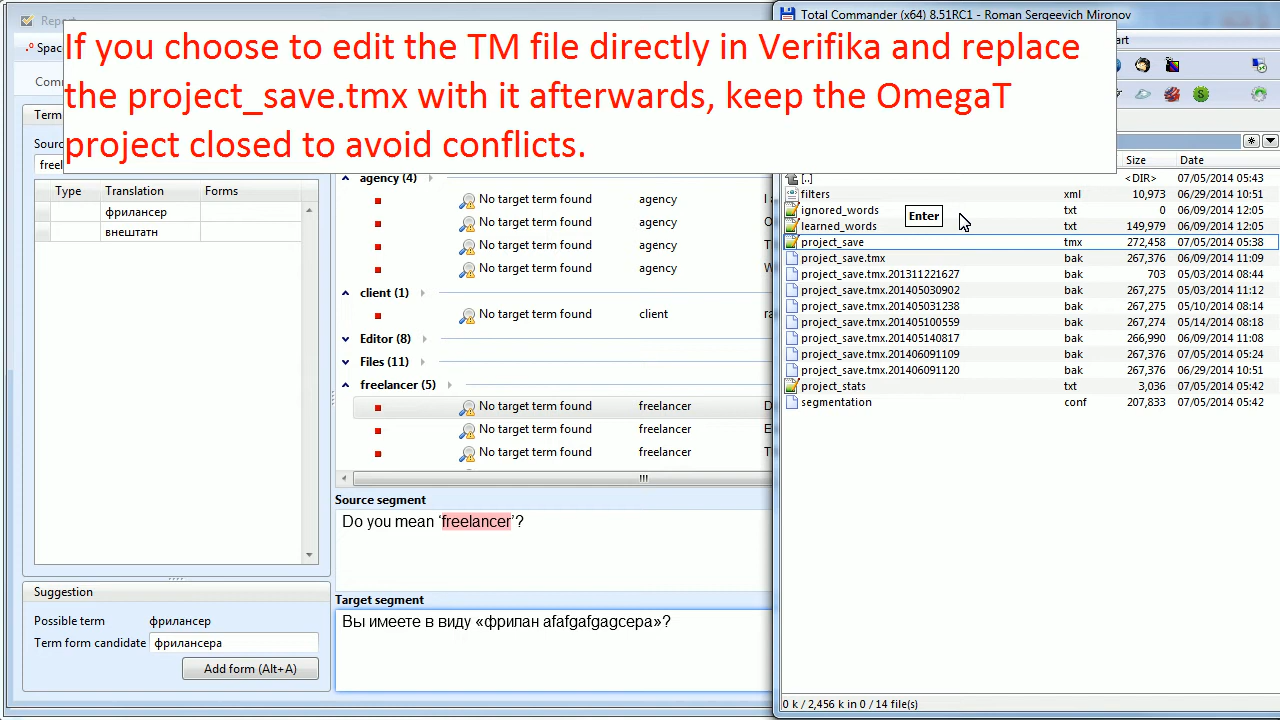 Total Commander (x64) 8.51RC1 - Roman Sergeevich Mironov
If you choose to edit the TM file directly in Verifika and replace
the project_save.tmx with it afterwards, keep the OmegaT
project closed to avoid conflicts.
Type Translation Forms
фрилансер
внештатн
agency (4)
No target term found agency
No target term found agency
No target term found agency
No target term found agency
client (1)
No target term found client
Editor (8)
Files (11)
freelancer (5)
No target term found freelancer
No target term found freelancer
No target term found freelancer
Source segment
Do you mean ‘freelancer’?
Target segment
Вы имеете в виду «фрилан afafgafgagсера»?
Suggestion
Possible term фрилансер
Term form candidate фрилансера
Add form (Alt+A)
Size Date
[..] <DIR> 07/05/2014 05:43
filters xml 10,973 06/29/2014 10:51
ignored_words txt 0 06/09/2014 12:05
Enter
learned_words txt 149,979 06/09/2014 12:05
project_save tmx 272,458 07/05/2014 05:38
project_save.tmx bak 267,376 06/09/2014 11:09
project_save.tmx.201311221627 bak 703 05/03/2014 08:44
project_save.tmx.201405030902 bak 267,275 05/03/2014 11:12
project_save.tmx.201405031238 bak 267,275 05/10/2014 08:14
project_save.tmx.201405100559 bak 267,274 05/14/2014 08:18
project_save.tmx.201405140817 bak 266,990 06/09/2014 11:08
project_save.tmx.201406091109 bak 267,376 07/05/2014 05:24
project_save.tmx.201406091120 bak 267,376 06/29/2014 10:51
project_stats txt 3,036 07/05/2014 05:42
segmentation conf 207,833 07/05/2014 05:42
0 k / 2,456 k in 0 / 14 file(s)